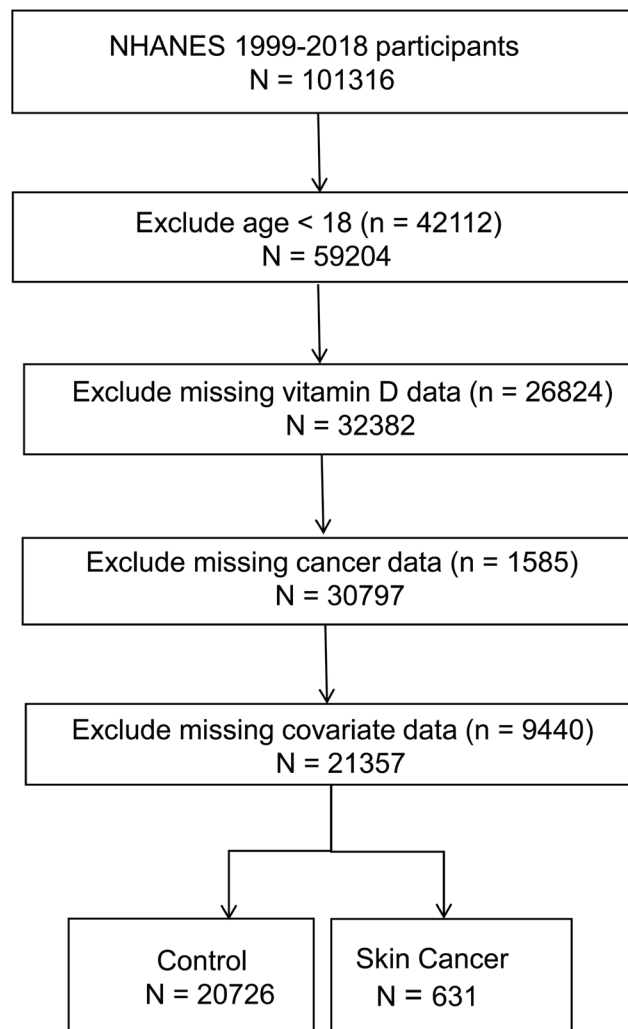 NHANES 1999-2018 participants
N = 101316
Exclude age < 18 (n = 42112)
N = 59204
Exclude missing vitamin D data (n = 26824)
N = 32382
Exclude missing cancer data (n = 1585)
N = 30797
Exclude missing covariate data (n = 9440)
N = 21357
Control
N = 20726
Skin Cancer
N = 631